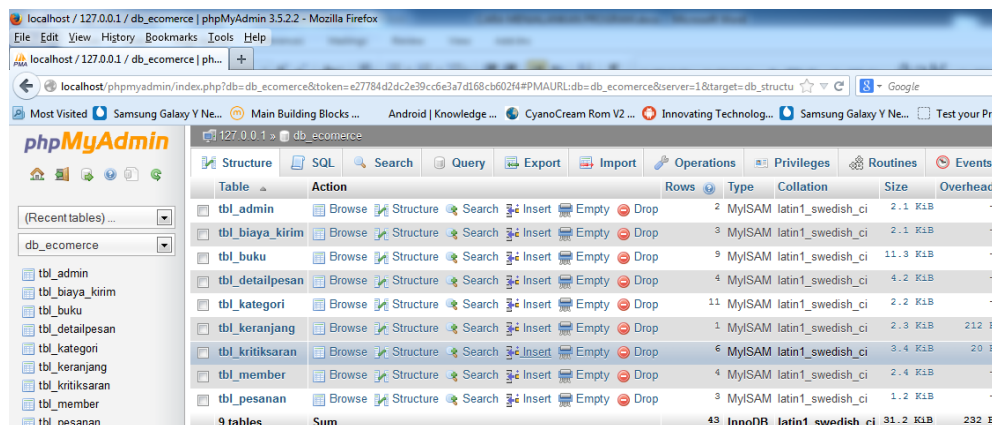 localhost / 127.0.0.1 / db_ecomerce | phpMyAdmin 3.5.2.2 - Mozilla Firefox
File Edit View History Bookmarks Tools Help
localhost / 127.0.0.1 / db_ecomerce | ph... +
localhost/phpmyadmin/index.php?db=db_ecomerce&token=e27784d2dc2e39cc6e3a7d168cb602f4#PMAURL:db=db_ecomerce&server=1&target=db_structu Google
Most Visited Samsung Galaxy Y Ne... Main Building Blocks ... Android | Knowledge ... CyanoCream Rom V2 ... Innovating Technolog... Samsung Galaxy Y Ne... Test your Pr
phpMyAdmin
(Recent tables) ...
db_ecomerce
tbl_admin
tbl_biaya_kirim
tbl_buku
tbl_detailpesan
tbl_kategori
tbl_keranjang
tbl_kritiksaran
tbl_member
tbl_pesanan
127.0.0.1 » db_ecomerce
Structure SQL Search Query Export Import Operations Privileges Routines Events
Table Action Rows Type Collation Size Overhead
tbl_admin Browse Structure Search Insert Empty Drop 2 MyISAM latin1_swedish_ci 2.1 KiB -
tbl_biaya_kirim Browse Structure Search Insert Empty Drop 3 MyISAM latin1_swedish_ci 2.1 KiB -
tbl_buku Browse Structure Search Insert Empty Drop 9 MyISAM latin1_swedish_ci 11.3 KiB -
tbl_detailpesan Browse Structure Search Insert Empty Drop 4 MyISAM latin1_swedish_ci 4.2 KiB -
tbl_kategori Browse Structure Search Insert Empty Drop 11 MyISAM latin1_swedish_ci 2.2 KiB -
tbl_keranjang Browse Structure Search Insert Empty Drop 1 MyISAM latin1_swedish_ci 2.3 KiB 212
tbl_kritiksaran Browse Structure Search Insert Empty Drop 6 MyISAM latin1_swedish_ci 3.4 KiB 20
tbl_member Browse Structure Search Insert Empty Drop 4 MyISAM latin1_swedish_ci 2.4 KiB -
tbl_pesanan Browse Structure Search Insert Empty Drop 3 MyISAM latin1_swedish_ci 1.2 KiB -
9 tables Sum 43 InnoDB latin1_swedish_ci 31.2 KiB 232